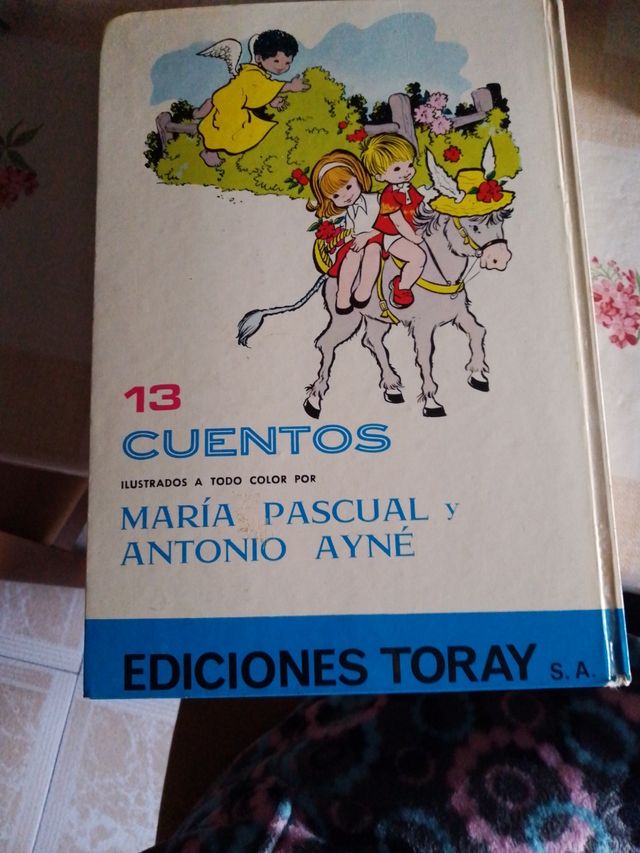 13
CUENTOS
ILUSTRADOS A TODO COLOR POR
MARÍA PASCUAL y
ANTONIO AYNÉ
EDICIONES TORAY S. A.